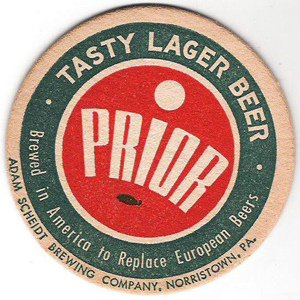 TASTY LAGER BEER
PRIOR
Brewed in America to Replace European Beers
ADAM SCHEIDT BREWING COMPANY, NORRISTOWN, PA.